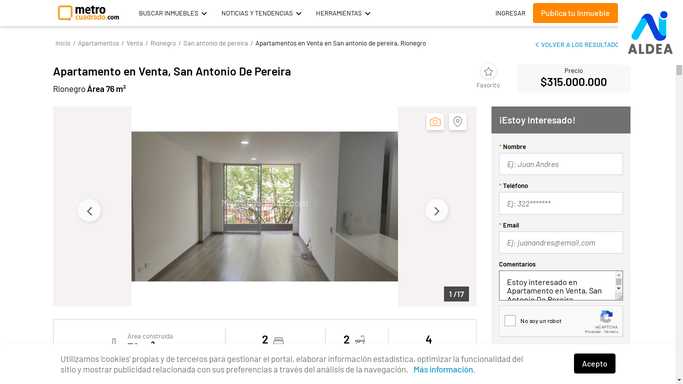 metro
cuadrado.com
BUSCAR INMUEBLES
NOTICIAS Y TENDENCIAS
HERRAMIENTAS
INGRESAR
Publica tu Inmueble
ALDEA
Inicio / Apartamentos / Venta / Rionegro / San antonio de pereira / Apartamentos en Venta en San antonio de pereira, Rionegro
VOLVER A LOS RESULTADO
Apartamento en Venta, San Antonio De Pereira
Rionegro Área 76 m²
Favorito
Precio
$315.000.000
1 /17
¡Estoy Interesado!
* Nombre
Ej: Juan Andres
* Teléfono
Ej: 322*******
* Email
Ej: juanandres@email.com
Comentarios
Estoy interesado en
Apartamento en Venta, San
Antonio De Pereira
No soy un robot
reCAPTCHA
Privacidad - Términos
Área construida
2
2
4
Utilizamos 'cookies' propias y de terceros para gestionar el portal, elaborar información estadística, optimizar la funcionalidad del
sitio y mostrar publicidad relacionada con sus preferencias a través del análisis de la navegación. Más información.
Acepto